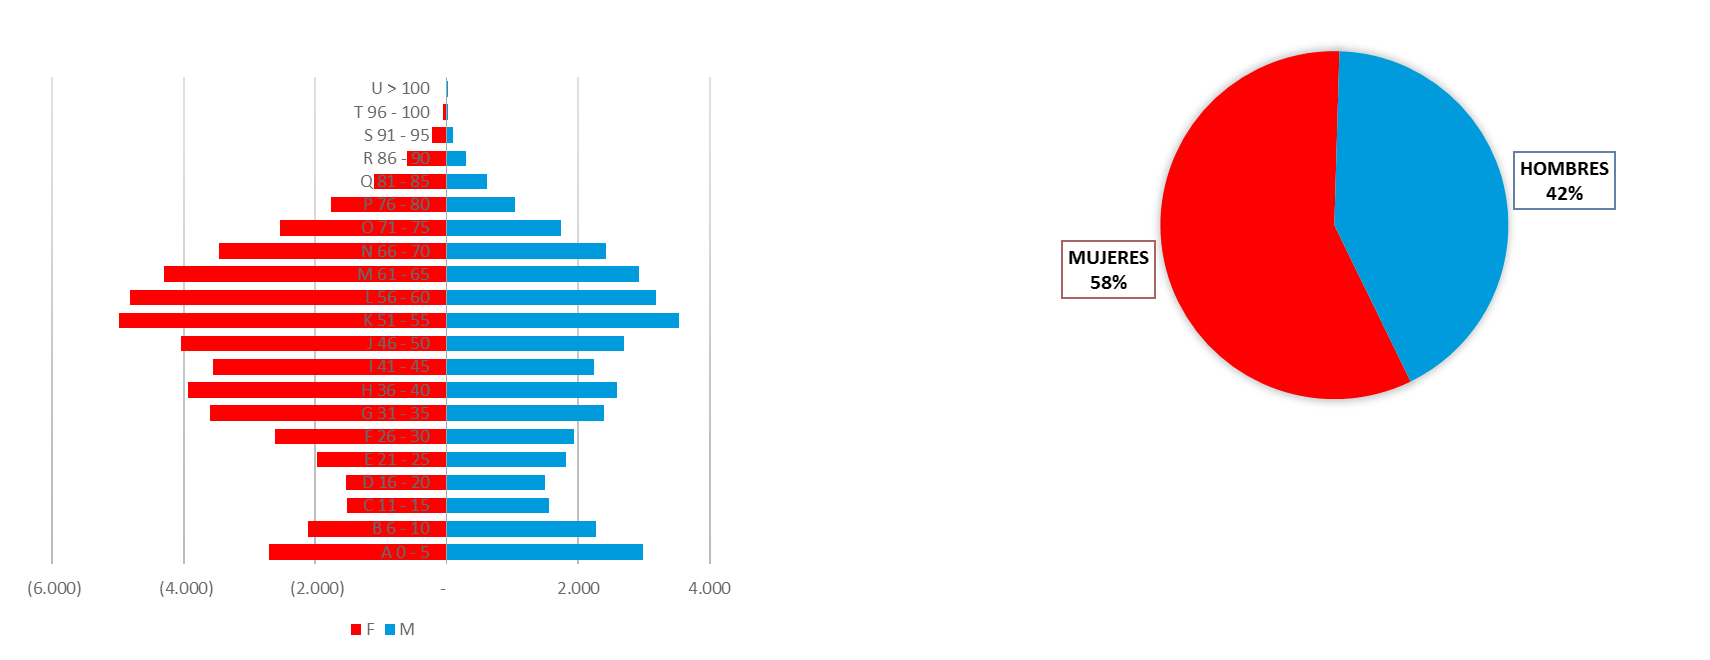 U > 100
T 96 - 100
S 91 - 95
R 86 - 90
Q 81 - 85
P 76 - 80
O 71 - 75
N 66 - 70
M 61 - 65
L 56 - 60
K 51 - 55
J 46 - 50
I 41 - 45
H 36 - 40
G 31 - 35
F 26 - 30
E 21 - 25
D 16 - 20
C 11 - 15
B 6 - 10
A 0 - 5
(6.000) (4.000) (2.000) - 2.000 4.000
F M
HOMBRES
42%
MUJERES
58%